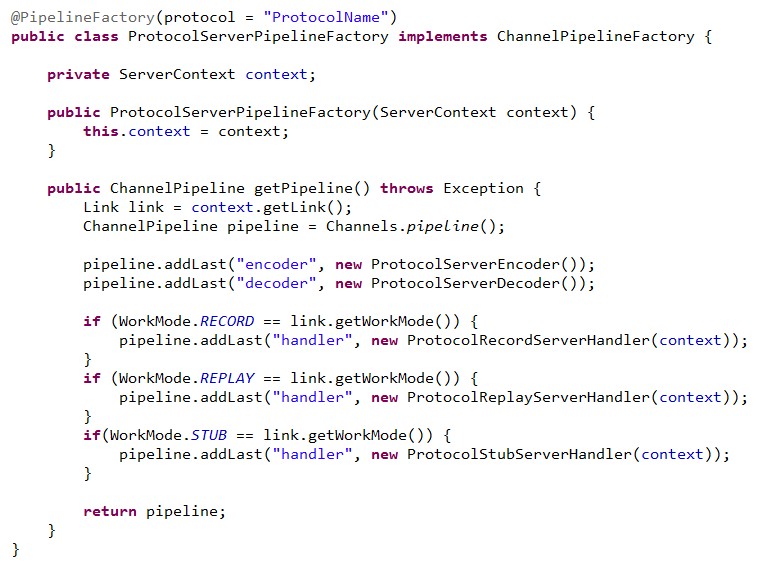 @PipelineFactory(protocol = "ProtocolName")
public class ProtocolServerPipelineFactory implements ChannelPipelineFactory {
    private ServerContext context;
    public ProtocolServerPipelineFactory(ServerContext context) {
        this.context = context;
    }
    public ChannelPipeline getPipeline() throws Exception {
        Link link = context.getLink();
        ChannelPipeline pipeline = Channels.pipeline();
        pipeline.addLast("encoder", new ProtocolServerEncoder());
        pipeline.addLast("decoder", new ProtocolServerDecoder());
        if (WorkMode.RECORD == link.getWorkMode()) {
            pipeline.addLast("handler", new ProtocolRecordServerHandler(context));
        }
        if (WorkMode.REPLAY == link.getWorkMode()) {
            pipeline.addLast("handler", new ProtocolReplayServerHandler(context));
        }
        if(WorkMode.STUB == link.getWorkMode()) {
            pipeline.addLast("handler", new ProtocolStubServerHandler(context));
        }
        return pipeline;
    }
}